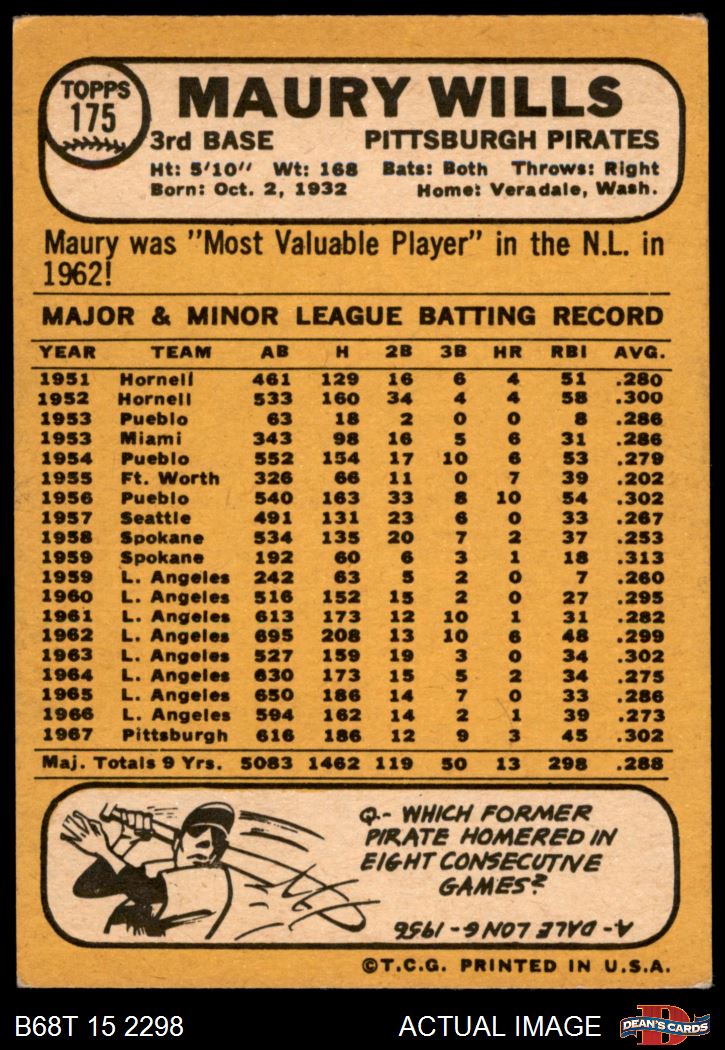 TOPPS
175
MAURY WILLS
3rd BASE PITTSBURGH PIRATES
Ht: 5'10" Wt: 168 Bats: Both Throws: Right
Born: Oct. 2, 1932 Home: Veradale, Wash.
Maury was "Most Valuable Player" in the N.L. in
1962!
MAJOR & MINOR LEAGUE BATTING RECORD
YEAR TEAM AB H 2B 3B HR RBI AVG.
1951 Hornell 461 129 16 6 4 51 .280
1952 Hornell 533 160 34 4 4 58 .300
1953 Pueblo 63 18 2 0 0 8 .286
1953 Miami 343 98 16 5 6 31 .286
1954 Pueblo 552 154 17 10 6 53 .279
1955 Ft. Worth 326 66 11 0 7 39 .202
1956 Pueblo 540 163 33 8 10 54 .302
1957 Seattle 491 131 23 6 0 33 .267
1958 Spokane 534 135 20 7 2 37 .253
1959 Spokane 192 60 6 3 1 18 .313
1959 L. Angeles 242 63 5 2 0 7 .260
1960 L. Angeles 516 152 15 2 0 27 .295
1961 L. Angeles 613 173 12 10 1 31 .282
1962 L. Angeles 695 208 13 10 6 48 .299
1963 L. Angeles 527 159 19 3 0 34 .302
1964 L. Angeles 630 173 15 5 2 34 .275
1965 L. Angeles 650 186 14 7 0 33 .286
1966 L. Angeles 594 162 14 2 1 39 .273
1967 Pittsburgh 616 186 12 9 3 45 .302
Maj. Totals 9 Yrs. 5083 1462 119 50 13 298 .288
Q- WHICH FORMER
PIRATE HOMERED IN
EIGHT CONSECUTIVE
GAMES?
A- DALE LONG - 1956
©T.C.G. PRINTED IN U.S.A.
B68T 15 2298 ACTUAL IMAGE
D
DEAN'S CARDS